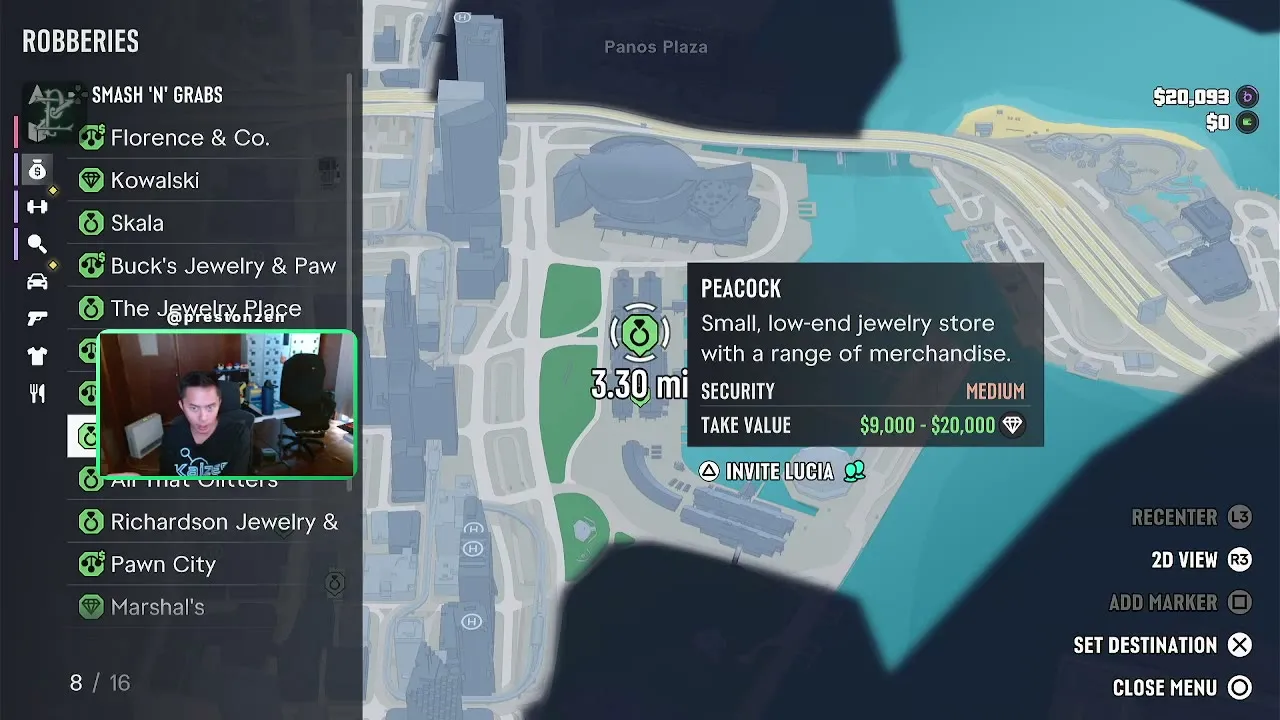 ROBBERIES
SMASH 'N' GRABS
Florence & Co.
Kowalski
Skala
Buck's Jewelry & Paw
The Jewelry Place
@prestonzen
All That Glitters
Richardson Jewelry &
Pawn City
Marshal's
8 / 16
Panos Plaza
$20,093
$0
3.30 mi
PEACOCK
Small, low-end jewelry store
with a range of merchandise.
SECURITY MEDIUM
TAKE VALUE $9,000 - $20,000
INVITE LUCIA
RECENTER L3
2D VIEW R3
ADD MARKER
SET DESTINATION
CLOSE MENU
H
H
H
H